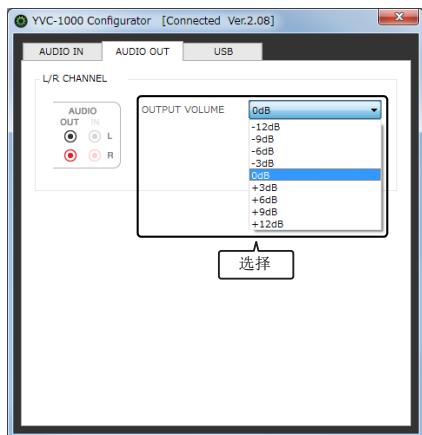 YVC-1000 Configurator [Connected Ver.2.08]
AUDIO IN AUDIO OUT USB
L/R CHANNEL
AUDIO
OUT IN
L
R
OUTPUT VOLUME 0dB
-12dB
-9dB
-6dB
-3dB
0dB
+3dB
+6dB
+9dB
+12dB
选择